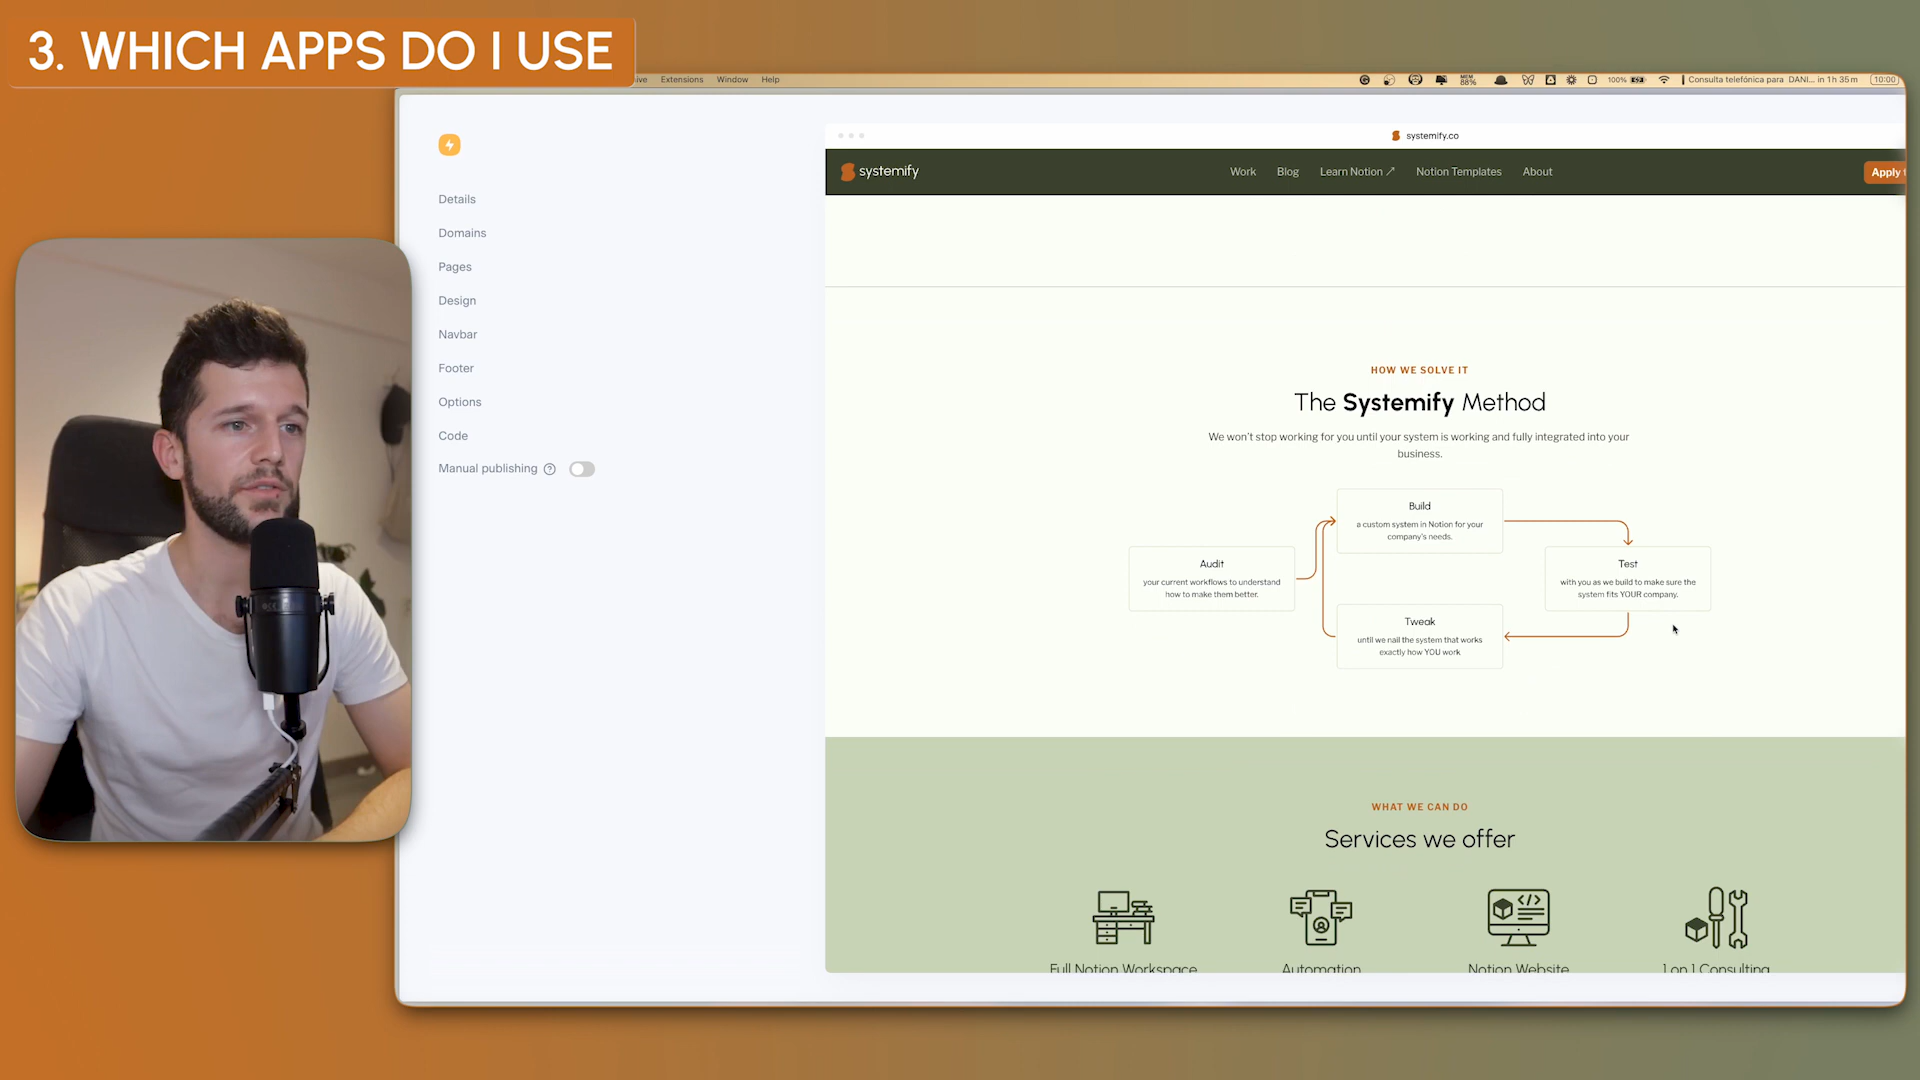 3. WHICH APPS DO I USE
ive Extensions Window Help
MEM 88% 100% Consulta telefónica para DANI... in 1h 35m 10:00
systemify.co
systemify
Work Blog Learn Notion ↗ Notion Templates About
Apply
Details
Domains
Pages
Design
Navbar
Footer
Options
Code
Manual publishing ?
HOW WE SOLVE IT
The Systemify Method
We won't stop working for you until your system is working and fully integrated into your
business.
Build
a custom system in Notion for your
company's needs.
Audit
your current workflows to understand
how to make them better.
Test
with you as we build to make sure the
system fits YOUR company.
Tweak
until we nail the system that works
exactly how YOU work
WHAT WE CAN DO
Services we offer
Full Notion Workspace Automation Notion Website 1 on 1 Consulting